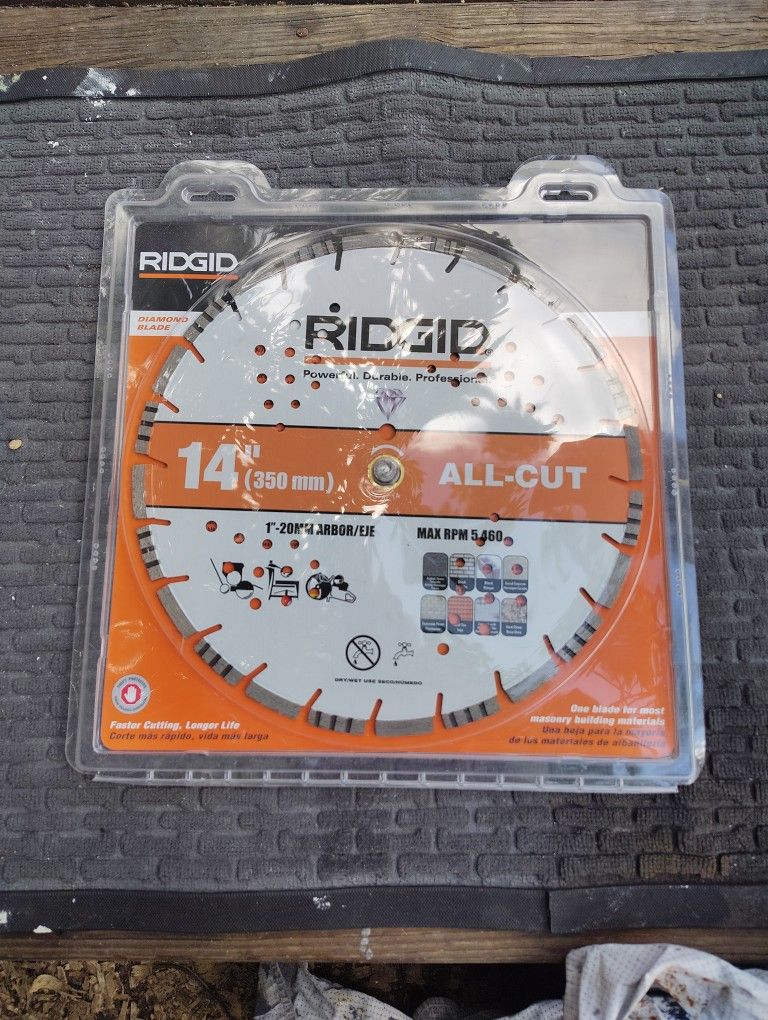 RIDGID
DIAMOND
BLADE
RIDGID
Powerful. Durable. Profession
14" (350 mm)
ALL-CUT
1"-20MM ARBOR/EJE
MAX RPM 5,460
DRY/WET USE SECO/HÚMADO
Faster Cutting, Longer Life
Corte más rápido, vida más larga
One blade for most
masonry building materials
Una hoja para la mayoría
de los materiales de albañilería